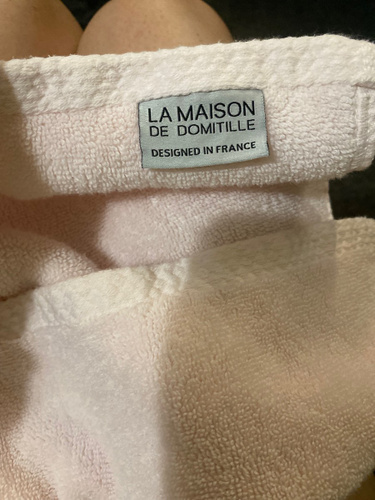 LA MAISON
DE DOMITILLE
DESIGNED IN FRANCE